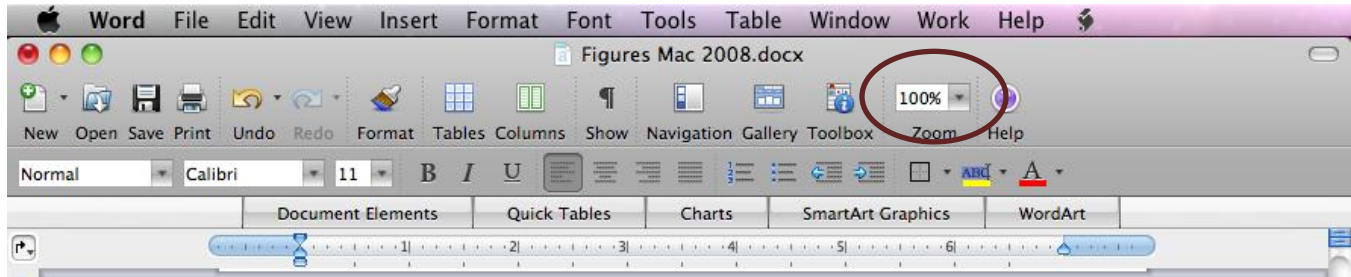 Word File Edit View Insert Format Font Tools Table Window Work Help
Figures Mac 2008.docx
100%
New Open Save Print Undo Redo Format Tables Columns Show Navigation Gallery Toolbox Zoom Help
Normal Calibri 11 B I U ABC A
Document Elements Quick Tables Charts SmartArt Graphics WordArt
1 2 3 4 5 6